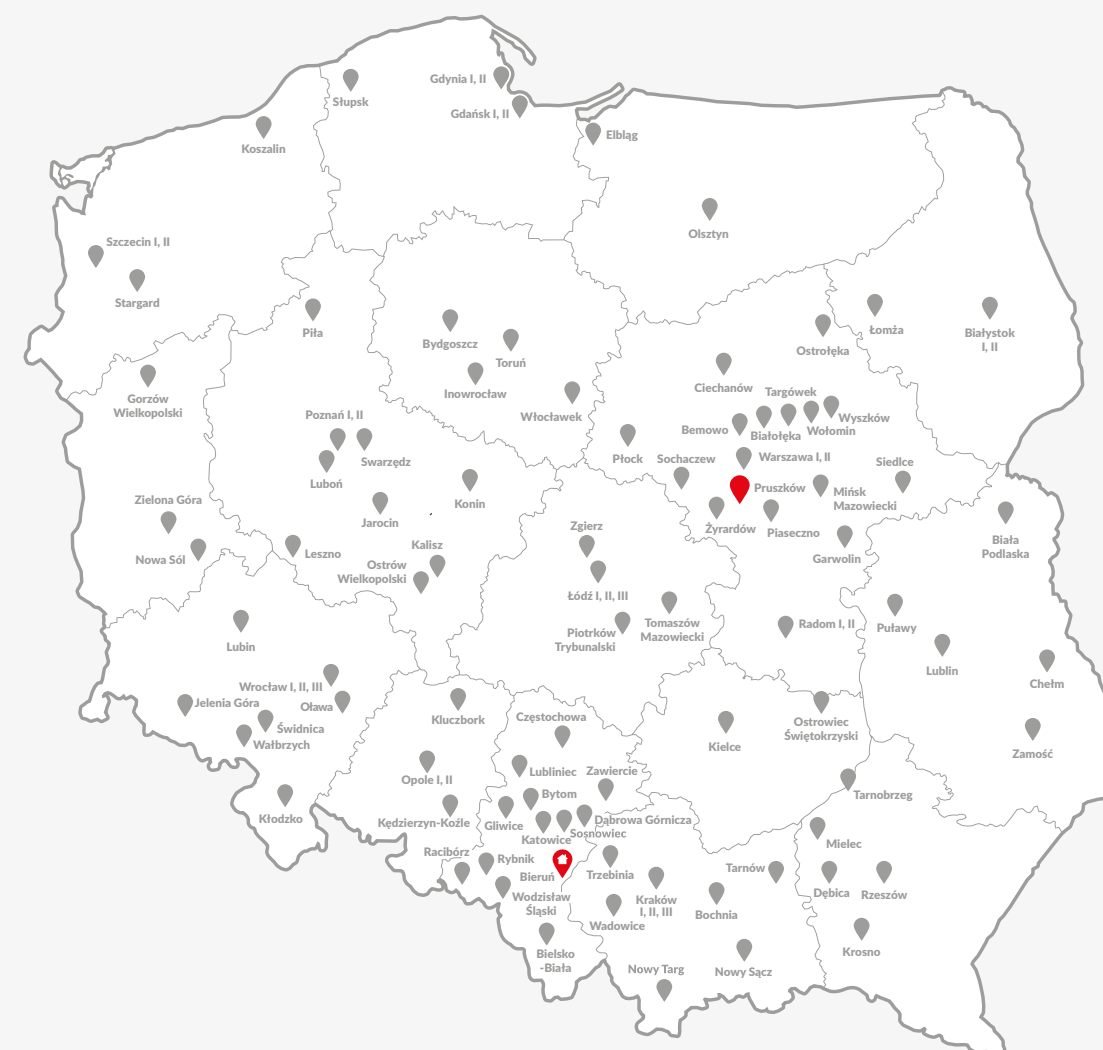 Gdynia I, II
Słupsk
Gdańsk I, II
Elbląg
Koszalin
Olsztyn
Szczecin I, II
Stargard
Piła
Łomża
Białystok
I, II
Bydgoszcz
Toruń
Ostrołęka
Ciechanów
Inowrocław
Gorzów
Wielkopolski
Targówek
Włocławek
Poznań I, II
Wyszków
Bemowo
Białołęka
Wołomin
Płock
Sochaczew
Warszawa I, II
Siedlce
Swarzędz
Luboń
Pruszków
Mińsk
Mazowiecki
Zielona Góra
Konin
Jarocin
Żyrardów
Piaseczno
Zgierz
Biała
Podlaska
Nowa Sól
Leszno
Kalisz
Garwolin
Ostrów
Wielkopolski
Łódź I, II, III
Tomaszów
Mazowiecki
Piotrków
Trybunalski
Radom I, II
Puławy
Lubin
Lublin
Chełm
Wrocław I, II, III
Jelenia Góra
Oława
Świdnica
Wałbrzych
Kluczbork
Częstochowa
Kielce
Ostrowiec
Świętokrzyski
Zamość
Opole I, II
Lubliniec
Zawiercie
Bytom
Tarnobrzeg
Kłodzko
Kędzierzyn-Koźle
Gliwice
Dąbrowa Górnicza
Katowice
Sosnowiec
Mielec
Racibórz
Rybnik
Bieruń
Trzebinia
Tarnów
Wodzisław
Śląski
Kraków
I, II, III
Dębica
Rzeszów
Bochnia
Wadowice
Krosno
Bielsko
-Biała
Nowy Targ
Nowy Sącz